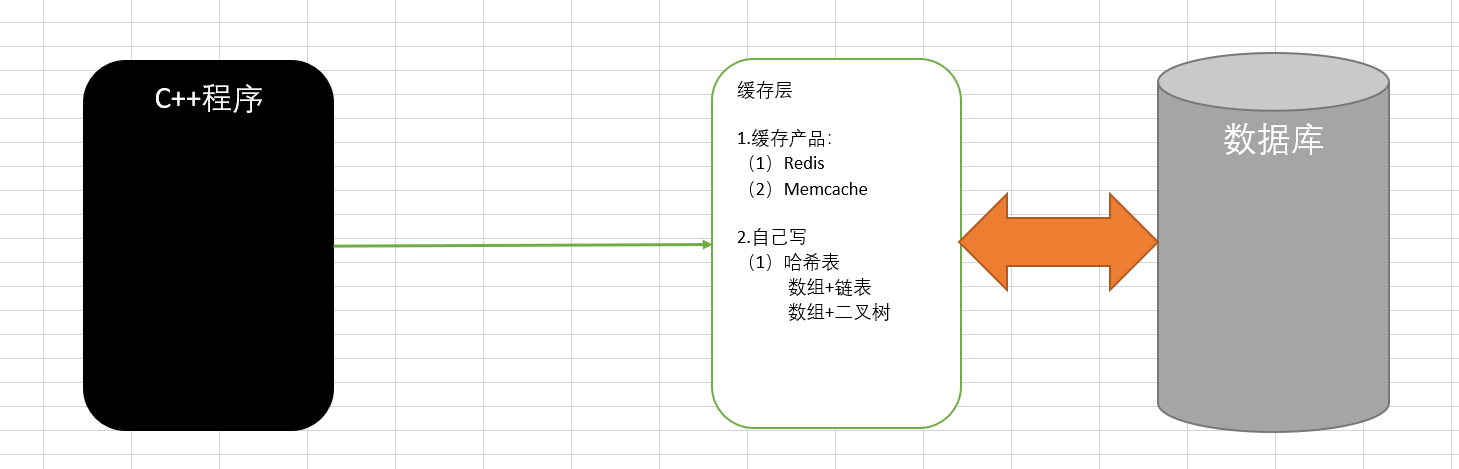 C++程序
缓存层
1.缓存产品：
（1）Redis
（2）Memcache
2.自己写
（1）哈希表
数组+链表
数组+二叉树
数据库